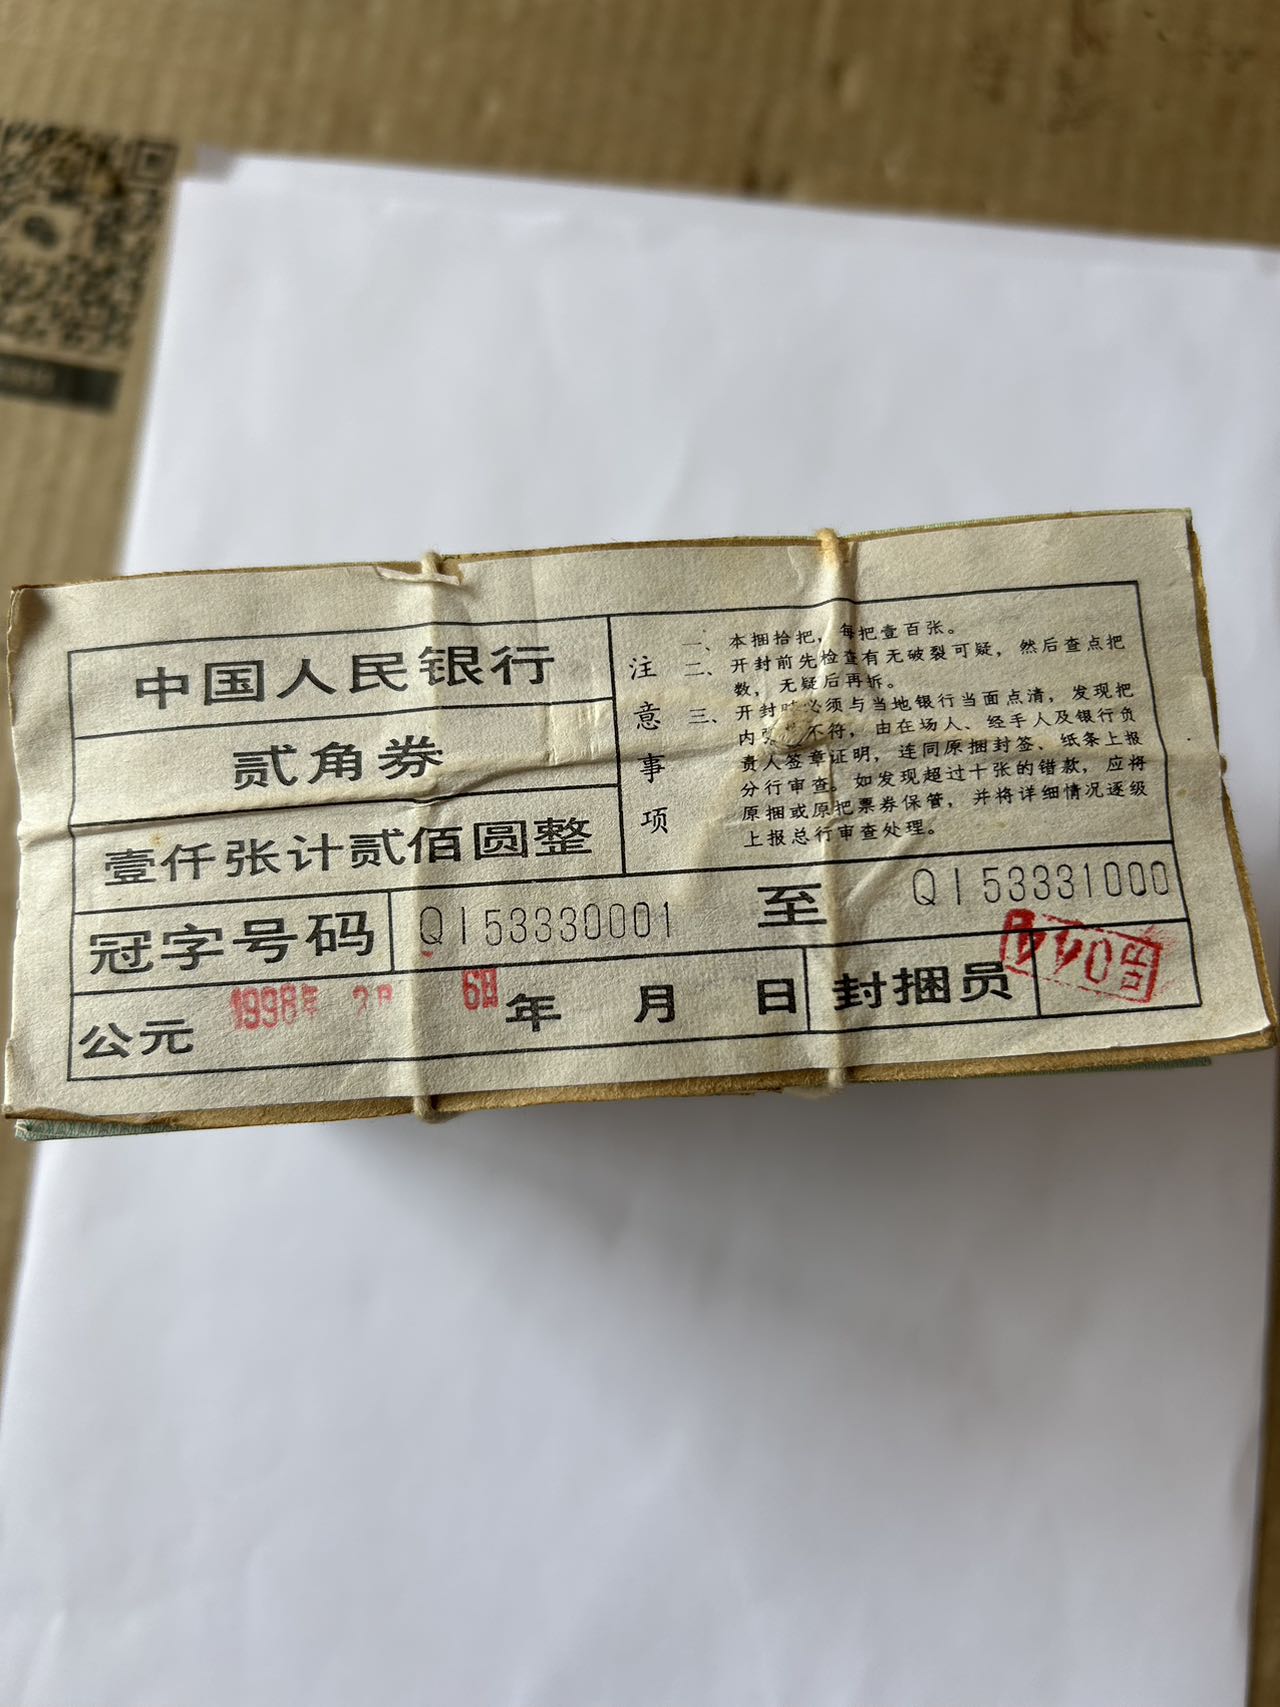 中国人民银行
贰角券
壹仟张计贰佰圆整
注意事项
一、本捆拾把，每把壹百张。
二、开封前先检查有无破裂可疑，然后查点把
数，无疑后再拆。
三、开封时必须与当地银行当面点清，发现把
内张 不符，由在场人、经手人及银行负
责人签章证明，连同原捆封签、纸条上报
分行审查。如发现超过十张的错款，应将
原捆或原把票券保管，并将详细情况逐级
上报总行审查处理。
冠字号码 QI53330001 至 QI53331000
公元 1998年 2月 6日 年 月 日 封捆员